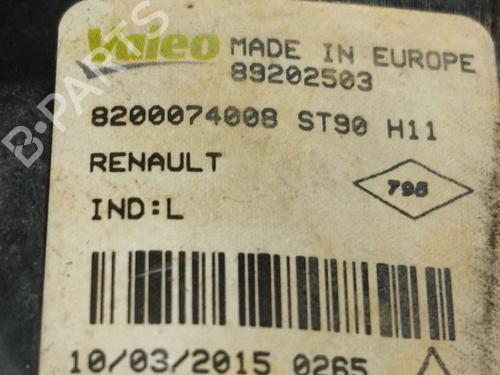 Valeo MADE IN EUROPE
89202503
8200074008 ST90 H11
RENAULT
796
IND:L
10/03/2015 0265
B-PARTS